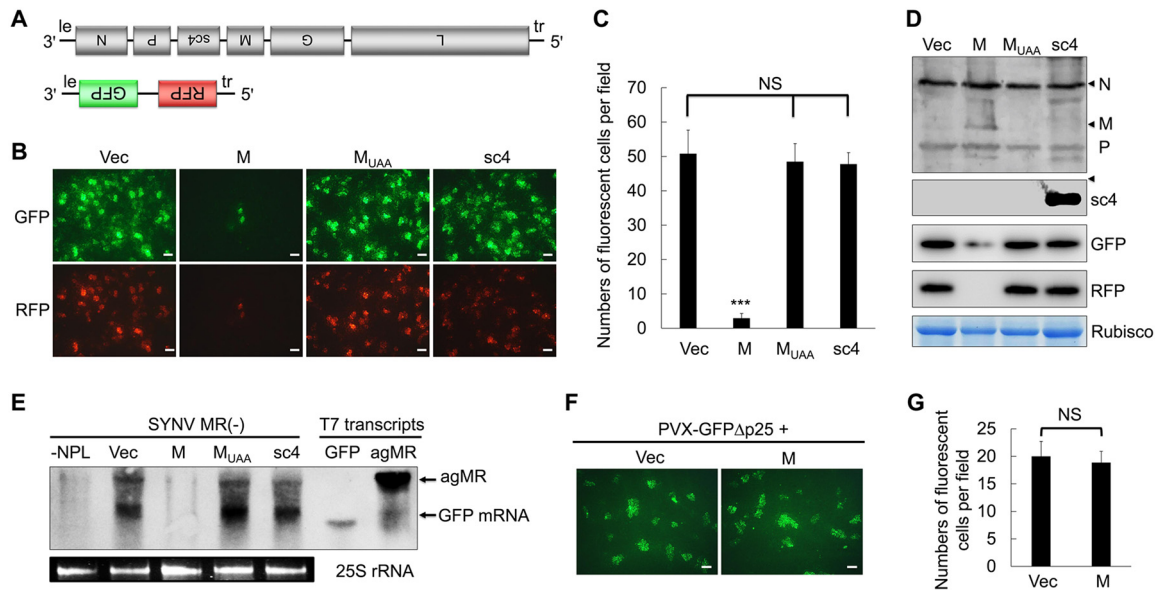 A
le
tr
3'
N
P
sc4
M
G
L
5'
le
tr
3'
GFP
RFP
5'
B
Vec
M
MUAA
sc4
GFP
RFP
C
Numbers of fluorescent cells per field
70
60
50
40
30
20
10
0
NS
***
Vec
M
MUAA
sc4
D
Vec
M
MUAA
sc4
N
M
P
sc4
GFP
RFP
Rubisco
E
SYNV MR(-)
T7 transcripts
-NPL
Vec
M
MUAA
sc4
GFP
agMR
agMR
GFP mRNA
25S rRNA
F
PVX-GFPΔp25 +
Vec
M
G
Numbers of fluorescent
cells per field
25
20
15
10
5
0
NS
Vec
M